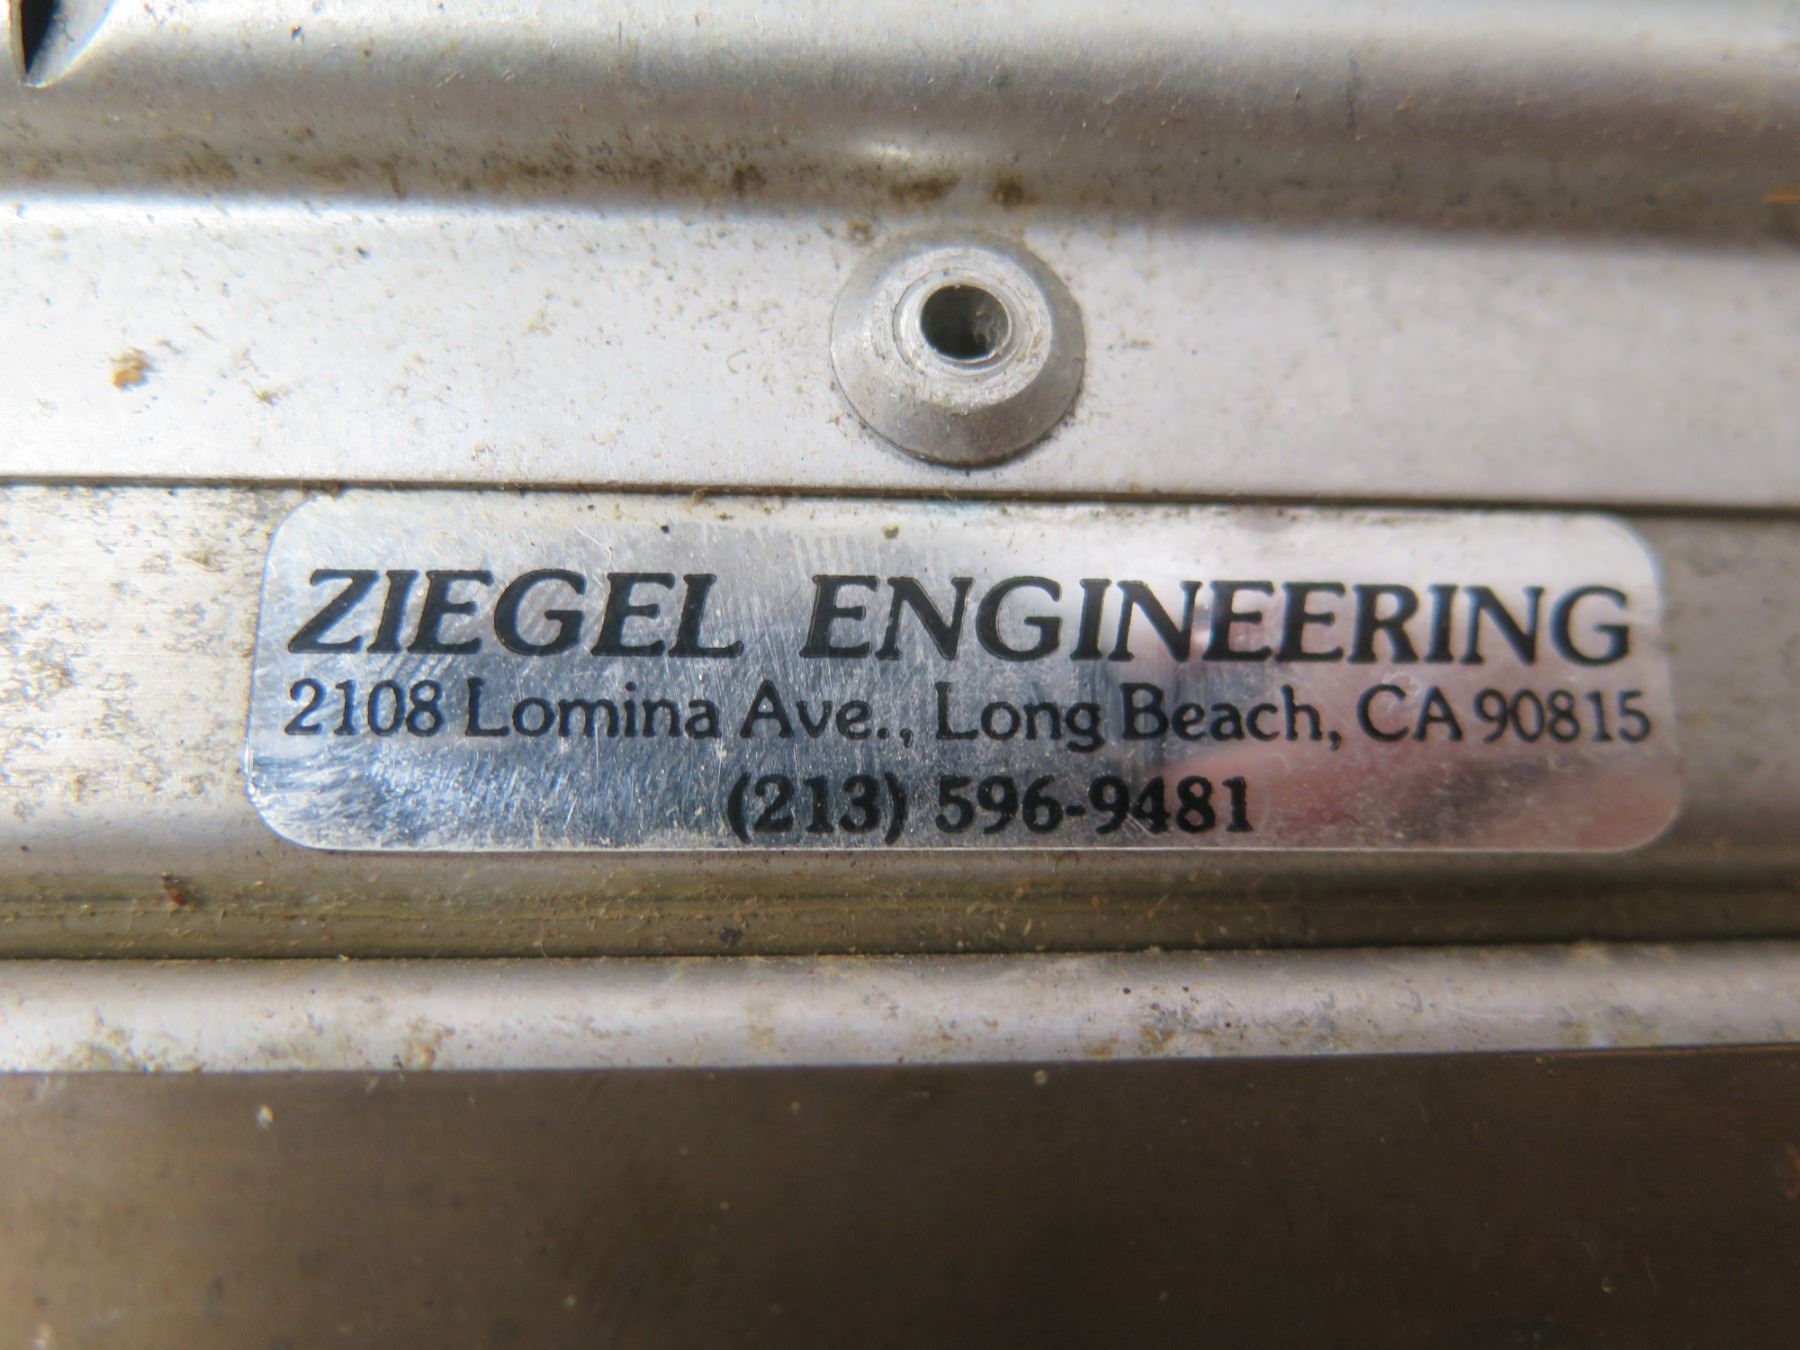 ZIEGEL ENGINEERING
2108 Lomina Ave., Long Beach, CA 90815
(213) 596-9481